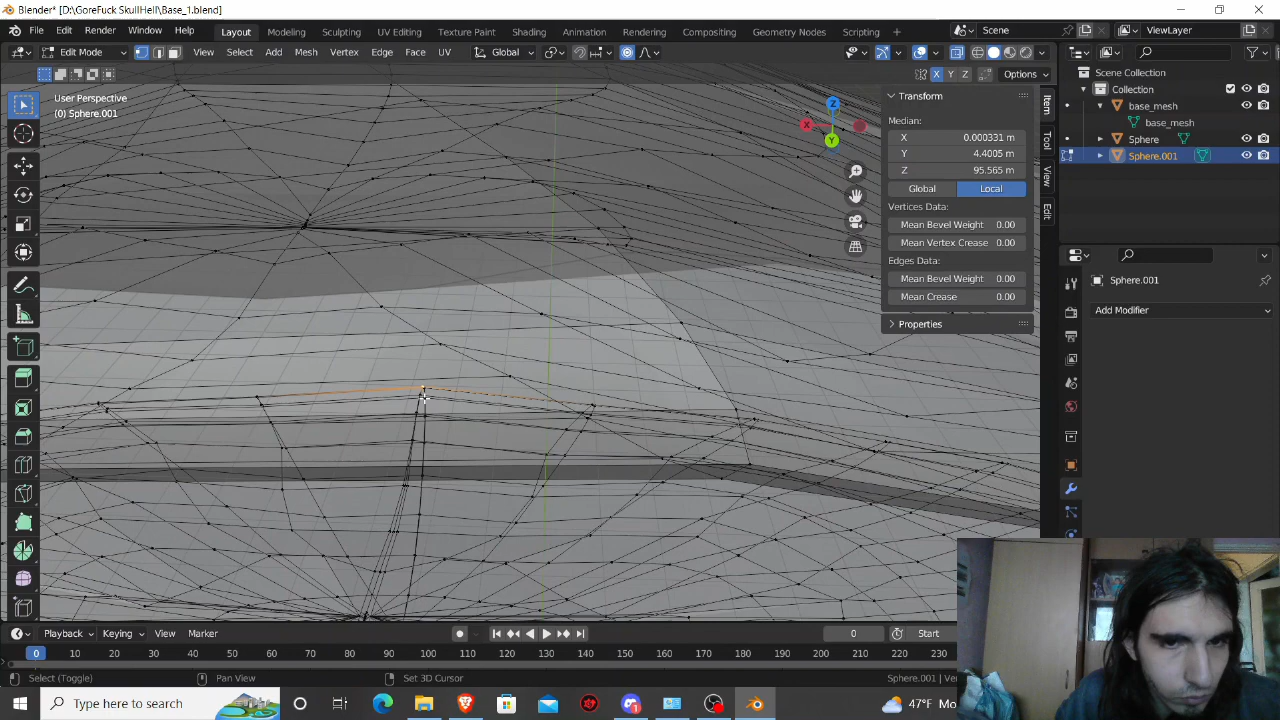 Blender* [D:\GoreFuck SkullHell\Base_1.blend]
File Edit Render Window Help Layout Modeling Sculpting UV Editing Texture Paint Shading Animation Rendering Compositing Geometry Nodes Scripting + Scene ViewLayer
Edit Mode View Select Add Mesh Vertex Edge Face UV Global
X Y Z Options
User Perspective
(0) Sphere.001
Transform
Median:
X 0.000331 m
Y 4.4005 m
Z 95.565 m
Global Local
Vertices Data:
Mean Bevel Weight 0.00
Mean Vertex Crease 0.00
Edges Data:
Mean Bevel Weight 0.00
Mean Crease 0.00
Properties
Item
Tool
View
Edit
Z
X
Y
Scene Collection
Collection
base_mesh
base_mesh
Sphere
Sphere.001
Sphere.001
Add Modifier
Playback Keying View Marker 0 Start
0 10 20 30 40 50 60 70 80 90 100 110 120 130 140 150 160 170 180 190 200 210 220 230
Select (Toggle) Pan View Set 3D Cursor Sphere.001 | Ver
Type here to search 1 47°F Mo